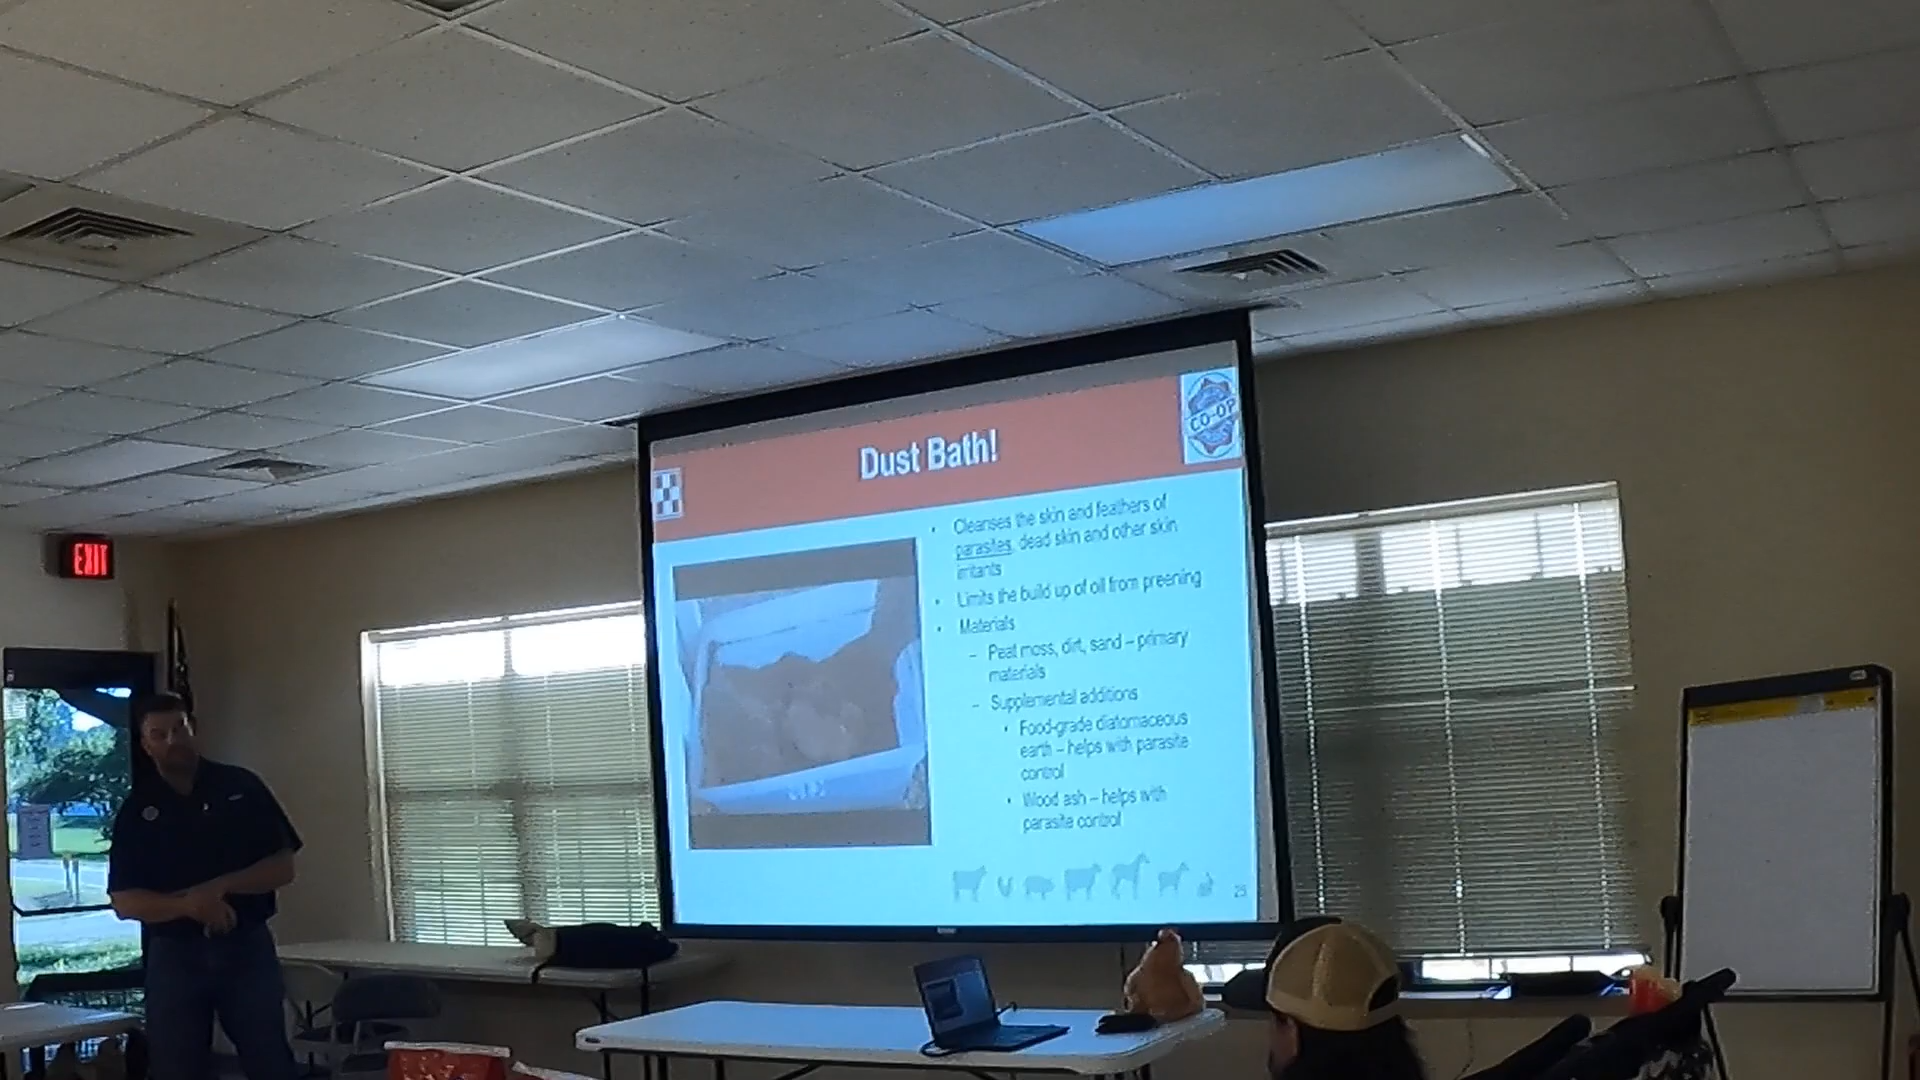 Dust Bath!
CO-OP
• Cleanses the skin and feathers of
parasites, dead skin and other skin
irritants
• Limits the build up of oil from preening
• Materials
– Peat moss, dirt, sand – primary
materials
– Supplemental additions
• Food-grade diatomaceous
earth – helps with parasite
control
• Wood ash – helps with
parasite control
25
EXIT